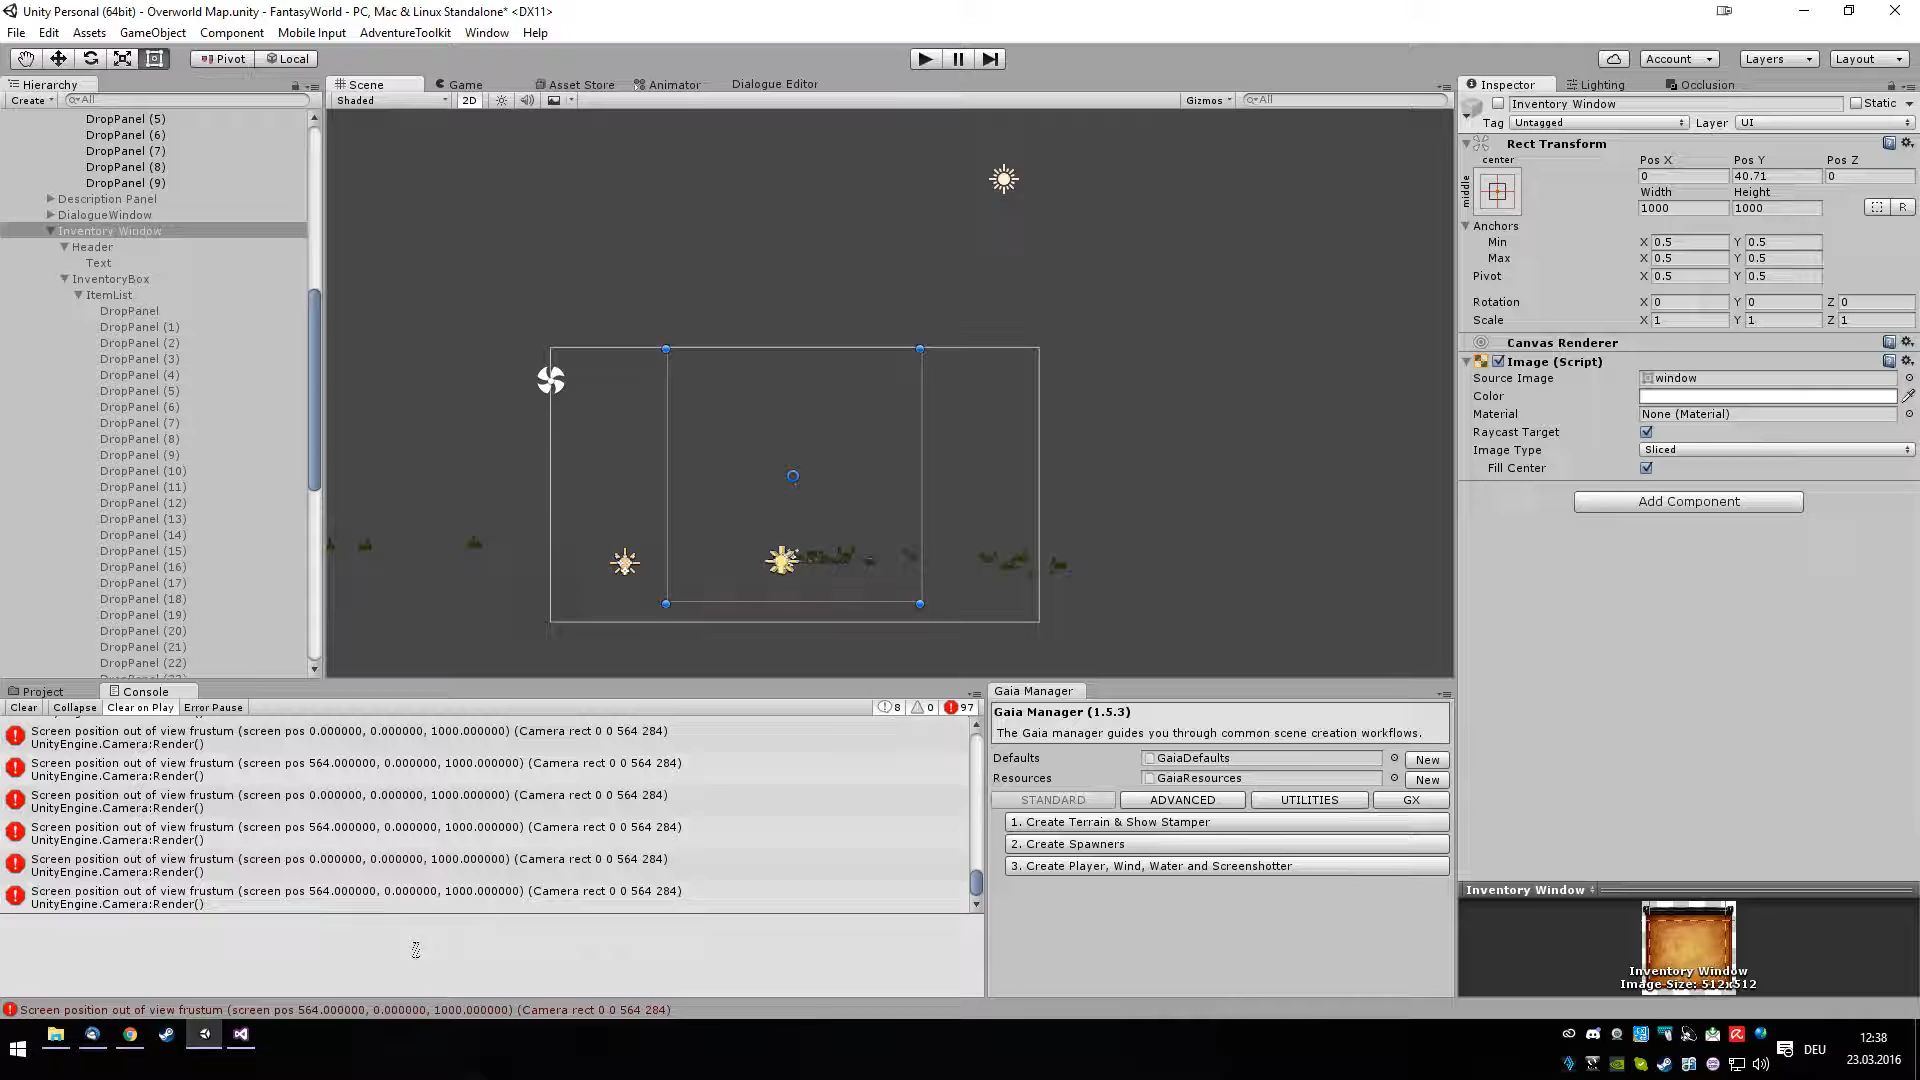 Unity Personal (64bit) - Overworld Map.unity - FantasyWorld - PC, Mac & Linux Standalone* <DX11>
File Edit Assets GameObject Component Mobile Input AdventureToolkit Window Help
Pivot Local Account Layers Layout
Hierarchy Scene Game Asset Store Animator Dialogue Editor Inspector Lighting Occlusion
Create All Shaded 2D Gizmos All Inventory Window Static
Tag Untagged Layer UI
DropPanel (5)
DropPanel (6)
DropPanel (7)
DropPanel (8)
DropPanel (9)
Description Panel
DialogueWindow
Inventory Window
Header
Text
InventoryBox
ItemList
DropPanel
DropPanel (1)
DropPanel (2)
DropPanel (3)
DropPanel (4)
DropPanel (5)
DropPanel (6)
DropPanel (7)
DropPanel (8)
DropPanel (9)
DropPanel (10)
DropPanel (11)
DropPanel (12)
DropPanel (13)
DropPanel (14)
DropPanel (15)
DropPanel (16)
DropPanel (17)
DropPanel (18)
DropPanel (19)
DropPanel (20)
DropPanel (21)
DropPanel (22)
Rect Transform
center Pos X Pos Y Pos Z
middle 0 40.71 0
Width Height
1000 1000 R
Anchors
Min X 0.5 Y 0.5
Max X 0.5 Y 0.5
Pivot X 0.5 Y 0.5
Rotation X 0 Y 0 Z 0
Scale X 1 Y 1 Z 1
Canvas Renderer
Image (Script)
Source Image window
Color
Material None (Material)
Raycast Target
Image Type Sliced
Fill Center
Add Component
Project Console
Clear Collapse Clear on Play Error Pause 8 0 97
Screen position out of view frustum (screen pos 0.000000, 0.000000, 1000.000000) (Camera rect 0 0 564 284)
UnityEngine.Camera:Render()
Screen position out of view frustum (screen pos 564.000000, 0.000000, 1000.000000) (Camera rect 0 0 564 284)
UnityEngine.Camera:Render()
Screen position out of view frustum (screen pos 0.000000, 0.000000, 1000.000000) (Camera rect 0 0 564 284)
UnityEngine.Camera:Render()
Screen position out of view frustum (screen pos 564.000000, 0.000000, 1000.000000) (Camera rect 0 0 564 284)
UnityEngine.Camera:Render()
Screen position out of view frustum (screen pos 0.000000, 0.000000, 1000.000000) (Camera rect 0 0 564 284)
UnityEngine.Camera:Render()
Screen position out of view frustum (screen pos 564.000000, 0.000000, 1000.000000) (Camera rect 0 0 564 284)
UnityEngine.Camera:Render()
Gaia Manager
Gaia Manager (1.5.3)
The Gaia manager guides you through common scene creation workflows.
Defaults GaiaDefaults New
Resources GaiaResources New
STANDARD ADVANCED UTILITIES GX
1. Create Terrain & Show Stamper
2. Create Spawners
3. Create Player, Wind, Water and Screenshotter
Inventory Window
Inventory Window
Image Size: 512x512
Screen position out of view frustum (screen pos 564.000000, 0.000000, 1000.000000) (Camera rect 0 0 564 284)
DEU
12:38
23.03.2016